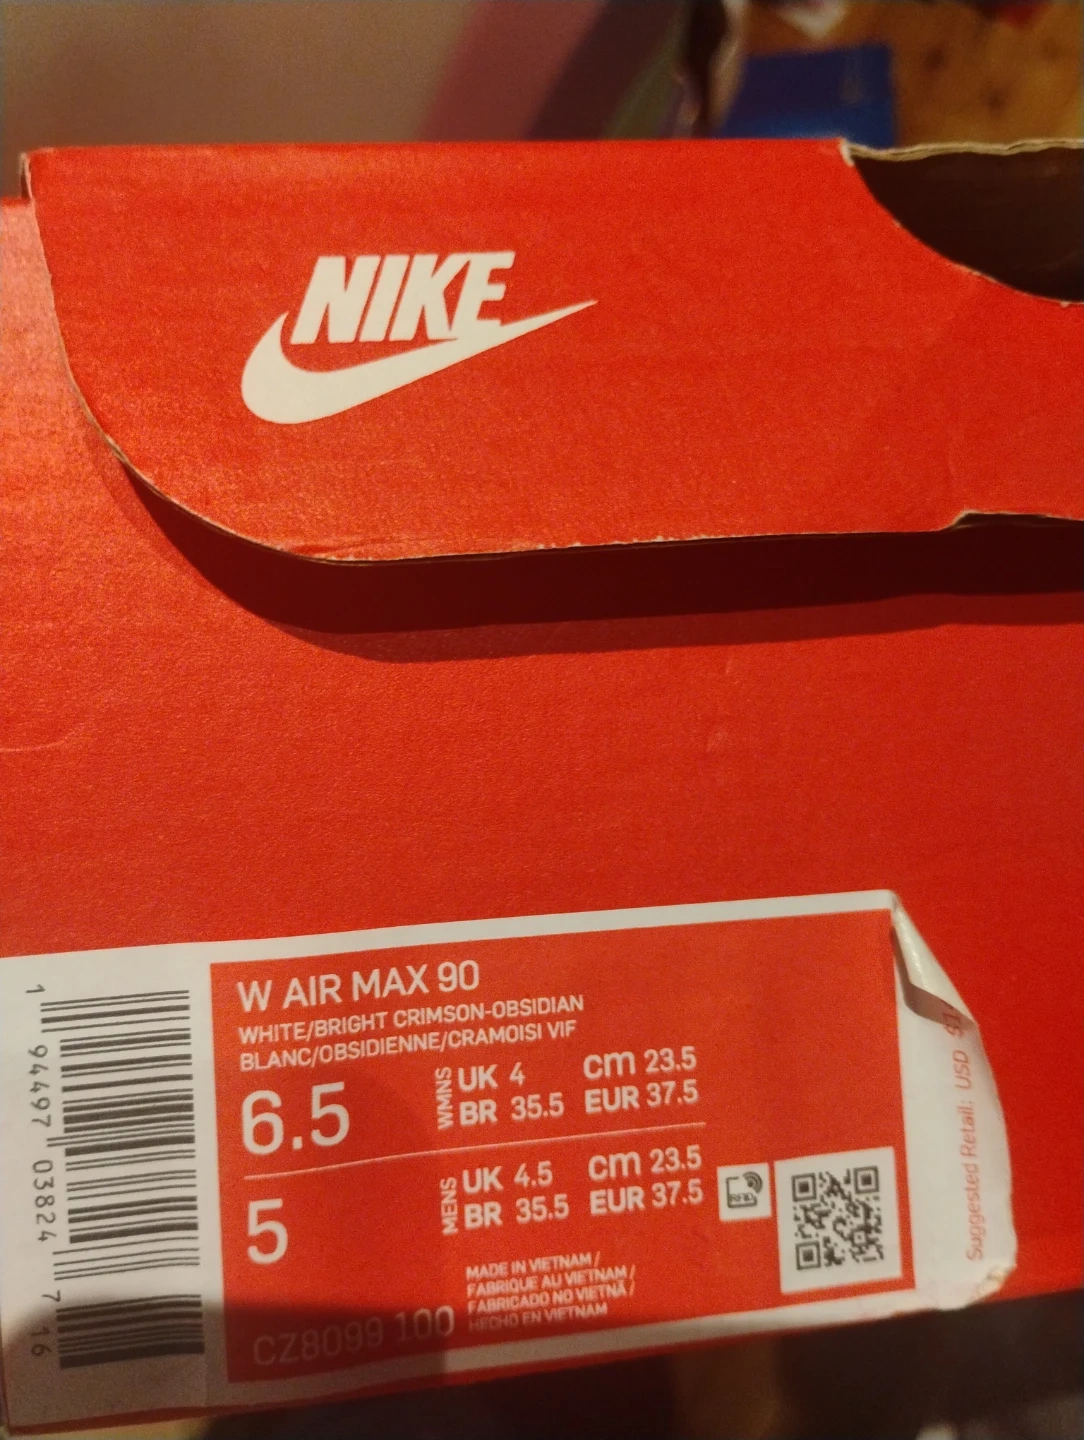 NIKE
W AIR MAX 90
WHITE/BRIGHT CRIMSON-OBSIDIAN
BLANC/OBSIDIENNE/CRAMOISI VIF
6.5
WMNS
UK 4 cm 23.5
BR 35.5 EUR 37.5
5
MENS
UK 4.5 cm 23.5
BR 35.5 EUR 37.5
MADE IN VIETNAM /
FABRIQUE AU VIETNAM /
FABRICADO NO VIETNÃ /
HECHO EN VIETNAM
CZ8099 100
1 94497 03824 7 16
RFID
Suggested Retail: USD